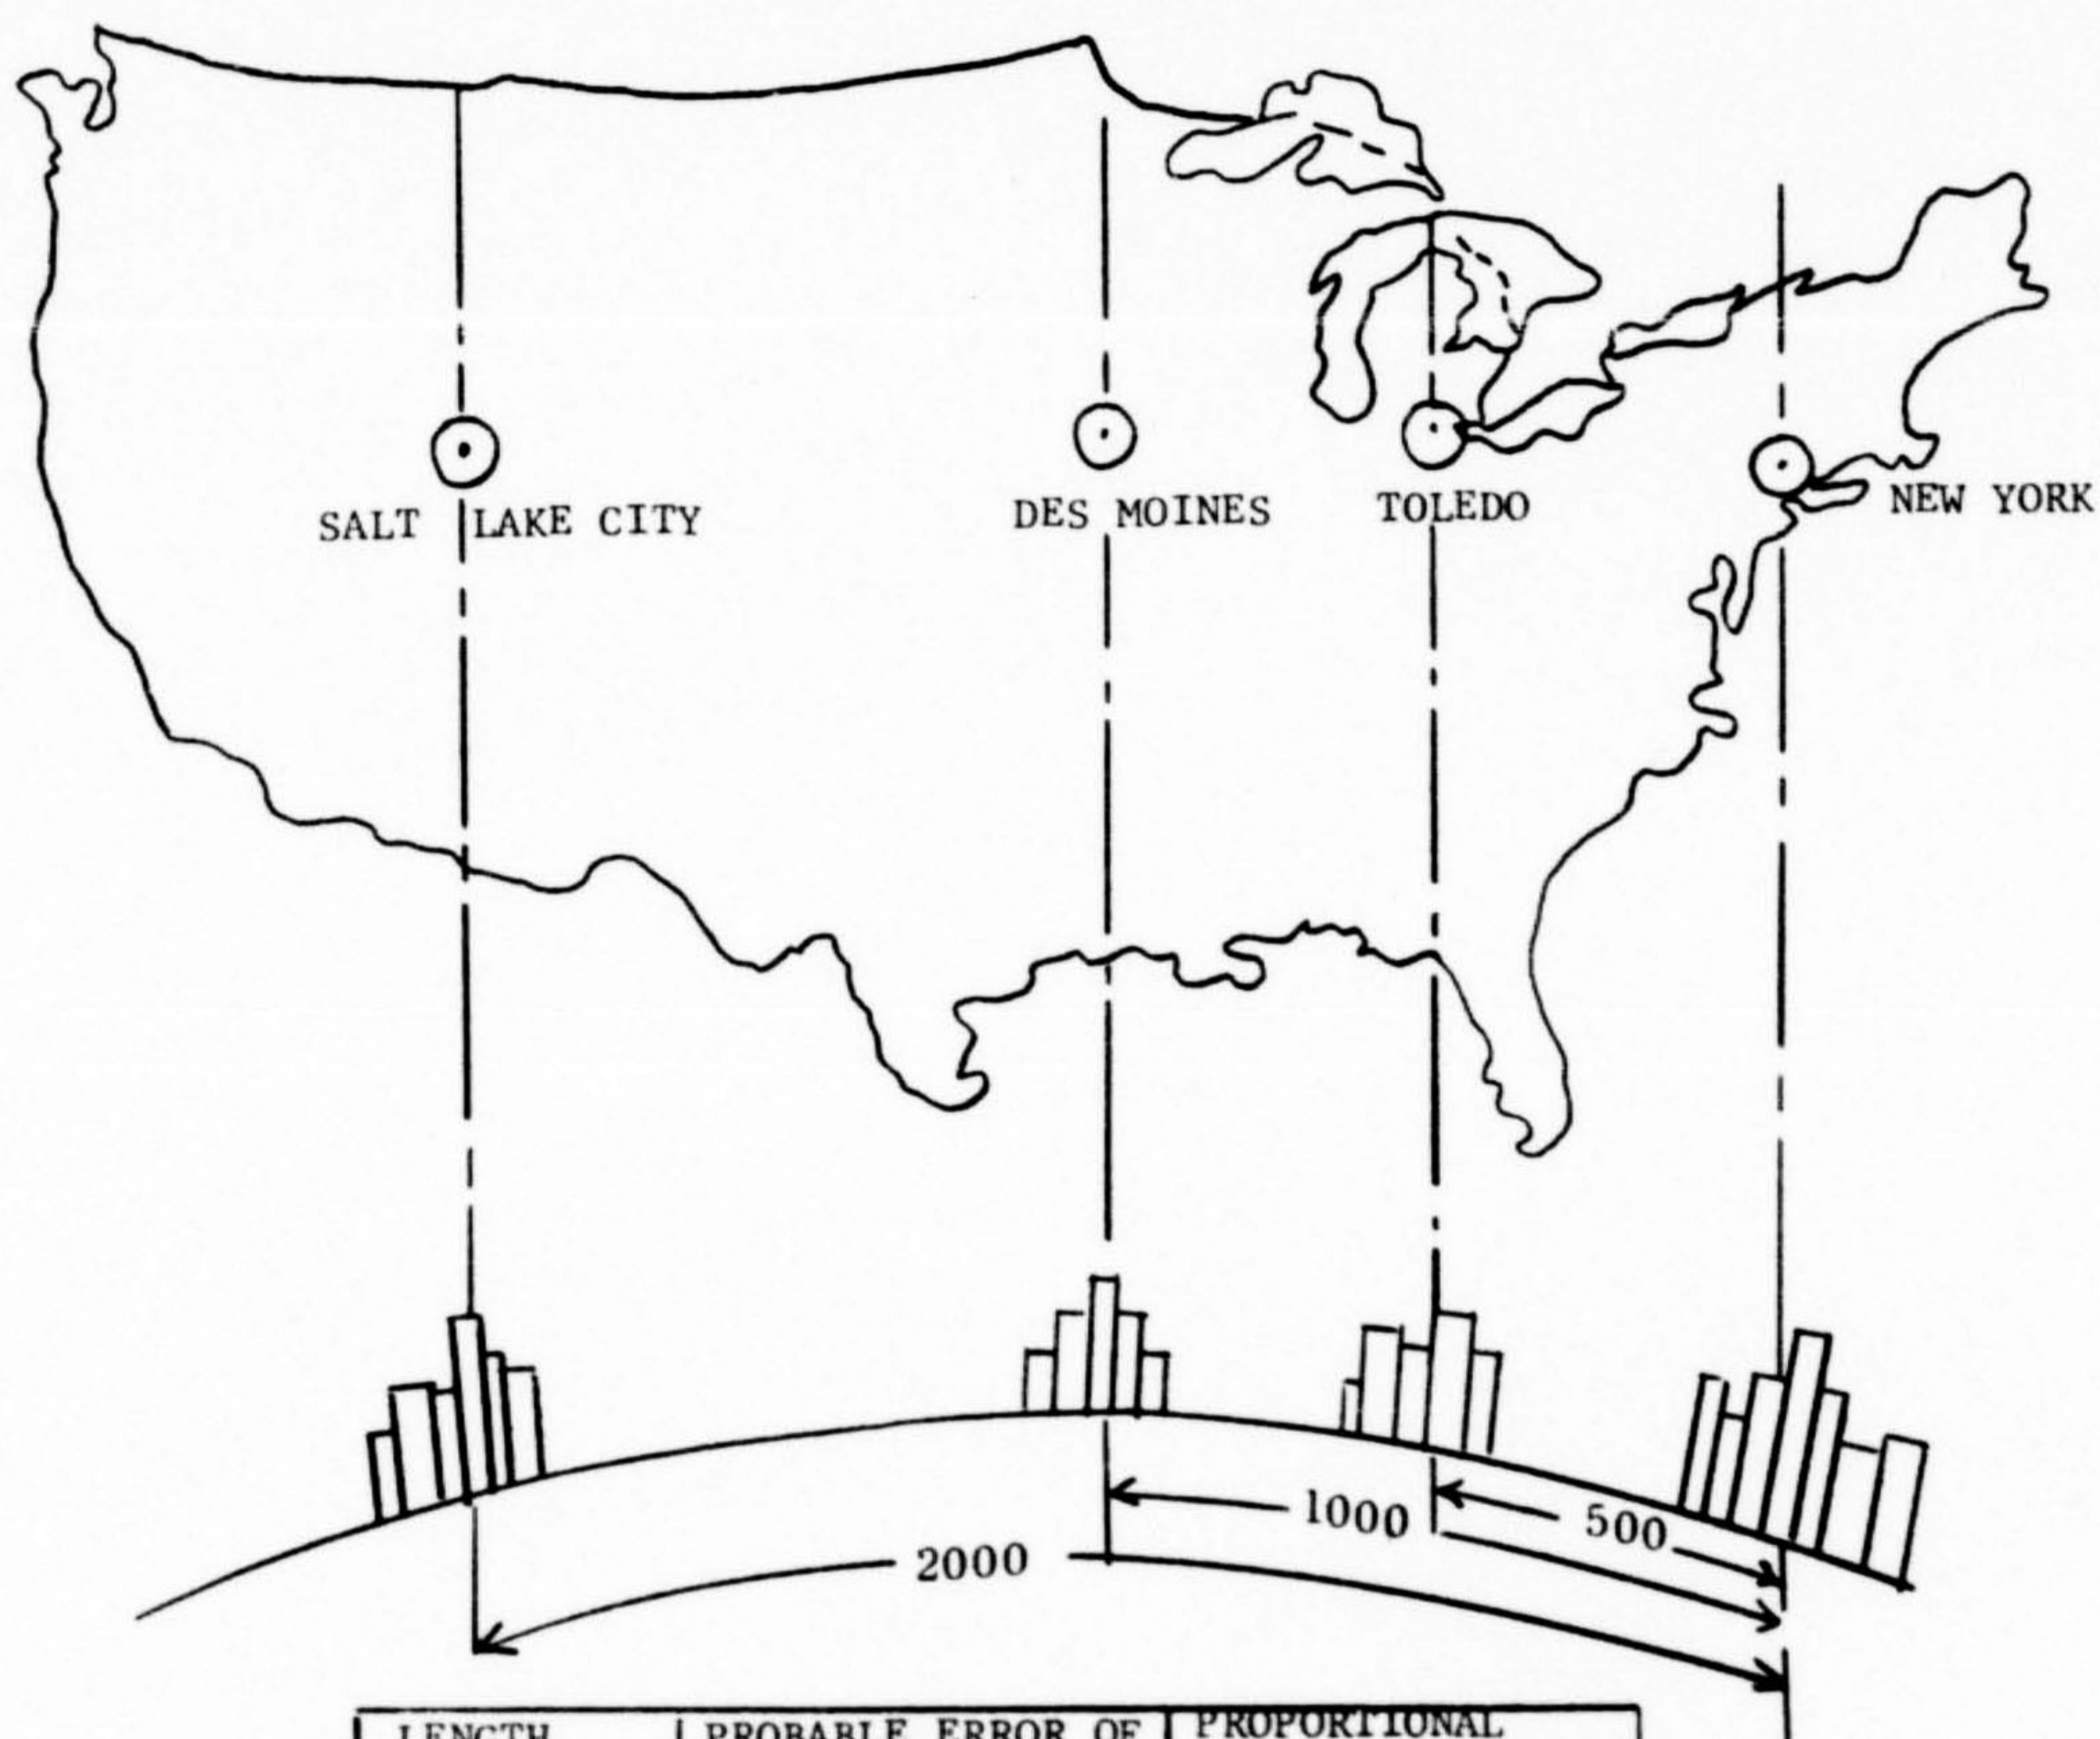 SALT LAKE CITY
DES MOINES
TOLEDO
NEW YORK
1000
500
2000
LENGTH
PROBABLE ERROR OF
PROPORTIONAL